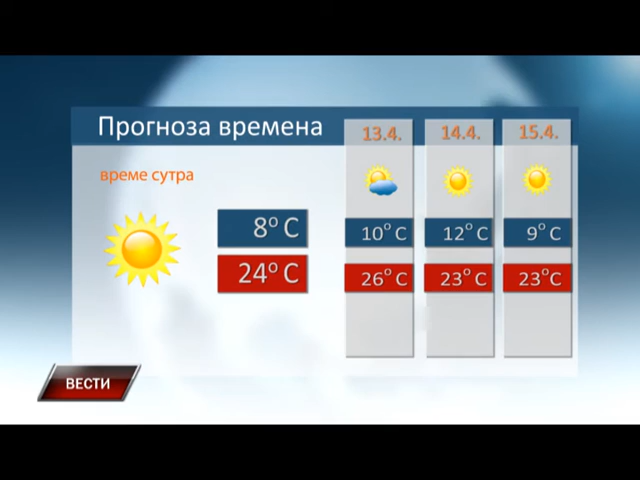 Прогноза времена
време сутра
8° C
24° C
13.4.
10° C
26° C
14.4.
12° C
23° C
15.4.
9° C
23°C
ВЕСТИ